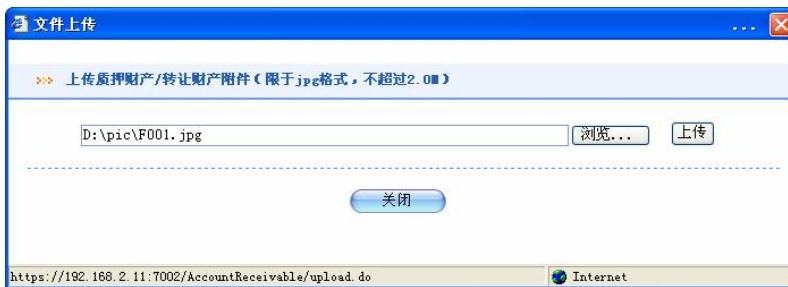 文件上传
...
>>> 上传质押财产/转让财产附件(限于jpg格式，不超过2.0M)
D:\pic\F001.jpg 浏览... 上传
关闭
https://192.168.2.11:7002/AccountReceivable/upload.do Internet